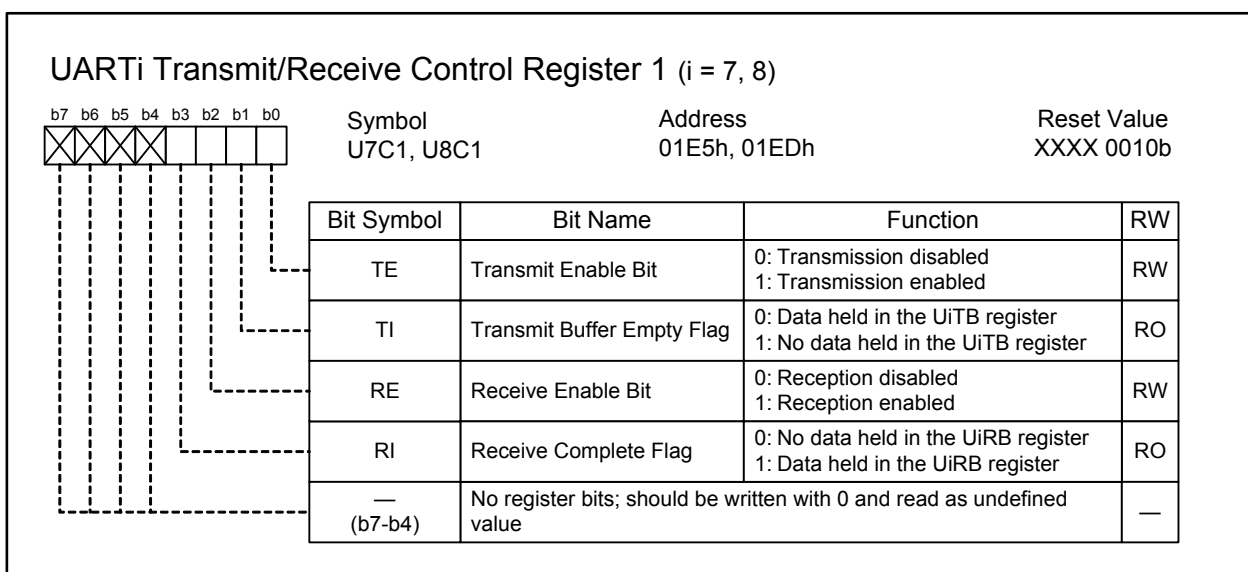 UARTi Transmit/Receive Control Register 1 (i = 7, 8)
b7 b6 b5 b4 b3 b2 b1 b0
Symbol Address Reset Value
U7C1, U8C1 01E5h, 01EDh XXXX 0010b
Bit Symbol Bit Name Function RW
TE Transmit Enable Bit 0: Transmission disabled
1: Transmission enabled RW
TI Transmit Buffer Empty Flag 0: Data held in the UiTB register
1: No data held in the UiTB register RO
RE Receive Enable Bit 0: Reception disabled
1: Reception enabled RW
RI Receive Complete Flag 0: No data held in the UiRB register
1: Data held in the UiRB register RO
—
(b7-b4) No register bits; should be written with 0 and read as undefined
value —